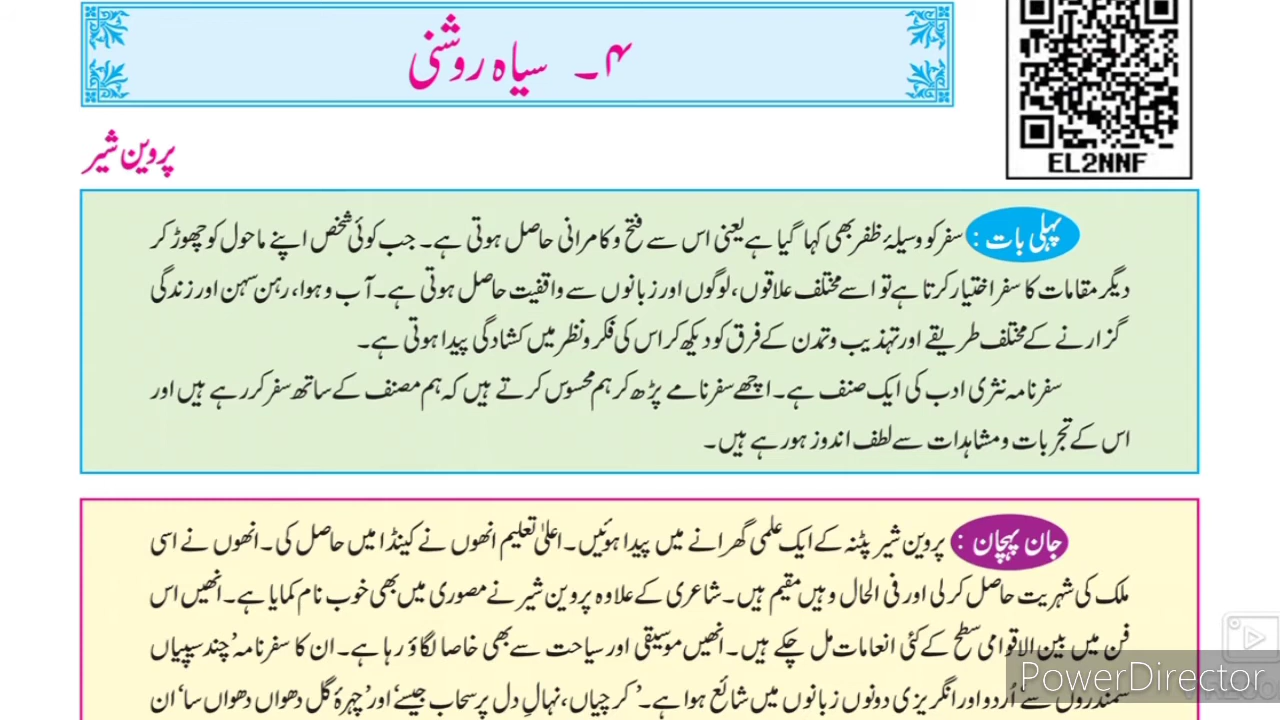 ۴۔ سیاہ روشنی
EL2NNF
پروین شیر
پہلی بات : سفر کو وسیلۂ ظفر بھی کہا گیا ہے یعنی اس سے فتح و کامرانی حاصل ہوتی ہے۔ جب کوئی شخص اپنے ماحول کو چھوڑ کر
دیگر مقامات کا سفر اختیار کرتا ہے تو اسے مختلف علاقوں، لوگوں اور زبانوں سے واقفیت حاصل ہوتی ہے۔ آب و ہوا، رہن سہن اور زندگی
گزارنے کے مختلف طریقے اور تہذیب و تمدن کے فرق کو دیکھ کر اس کی فکر و نظر میں کشادگی پیدا ہوتی ہے۔
سفر نامہ نثری ادب کی ایک صنف ہے۔ اچھے سفر نامے پڑھ کر ہم محسوس کرتے ہیں کہ ہم مصنف کے ساتھ سفر کر رہے ہیں اور
اس کے تجربات و مشاہدات سے لطف اندوز ہو رہے ہیں۔
جان پہچان : پروین شیر پٹنہ کے ایک علمی گھرانے میں پیدا ہوئیں۔ اعلیٰ تعلیم انھوں نے کینڈا میں حاصل کی۔ انھوں نے اسی
ملک کی شہریت حاصل کر لی اور فی الحال وہیں مقیم ہیں۔ شاعری کے علاوہ پروین شیر نے مصوری میں بھی خوب نام کمایا ہے۔ انھیں اس
فن میں بین الاقوامی سطح کے کئی انعامات مل چکے ہیں۔ انھیں موسیقی اور سیاحت سے بھی خاصا لگاؤ رہا ہے۔ ان کا سفر نامہ 'چند سیپیاں
سمندروں سے' اُردو اور انگریزی دونوں زبانوں میں شائع ہوا ہے۔ 'کرچیاں، نہالِ دل پر سحاب جیسے' اور 'چہرۂ گل دھواں دھواں سا' ان
PowerDirector